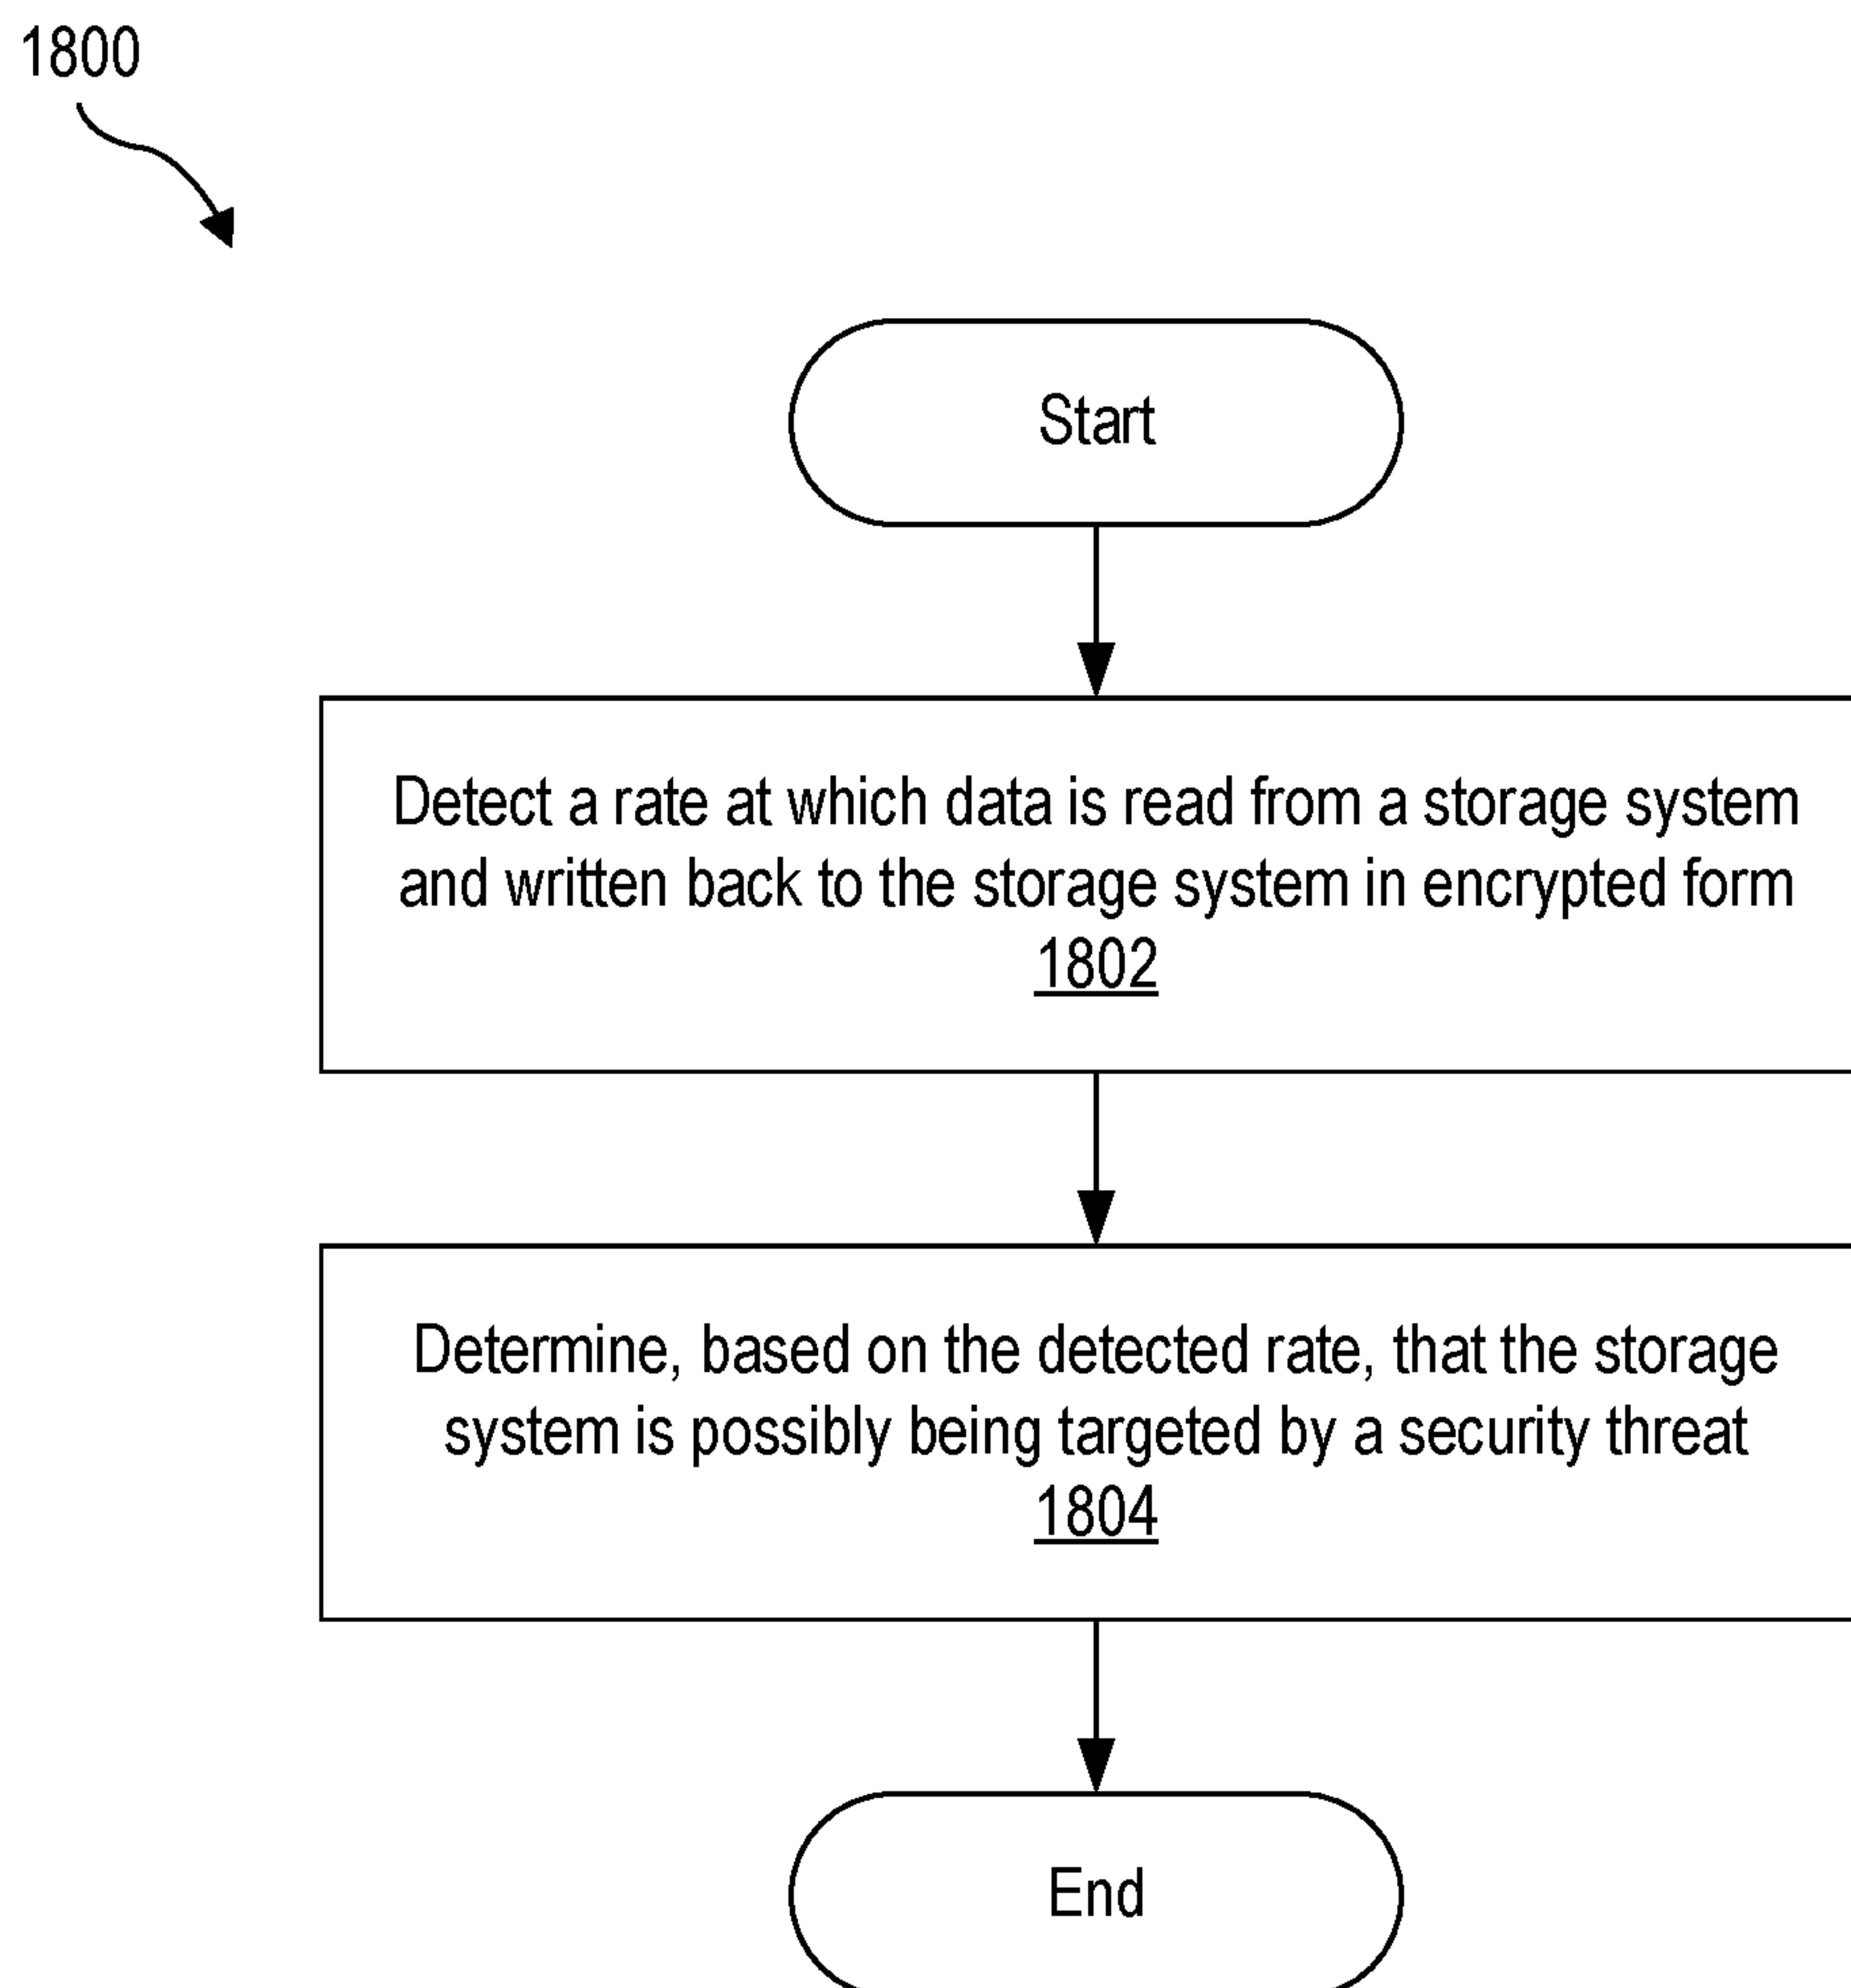 1800
Start
Detect a rate at which data is read from a storage system
and written back to the storage system in encrypted form
1802
Determine, based on the detected rate, that the storage
system is possibly being targeted by a security threat
1804
End